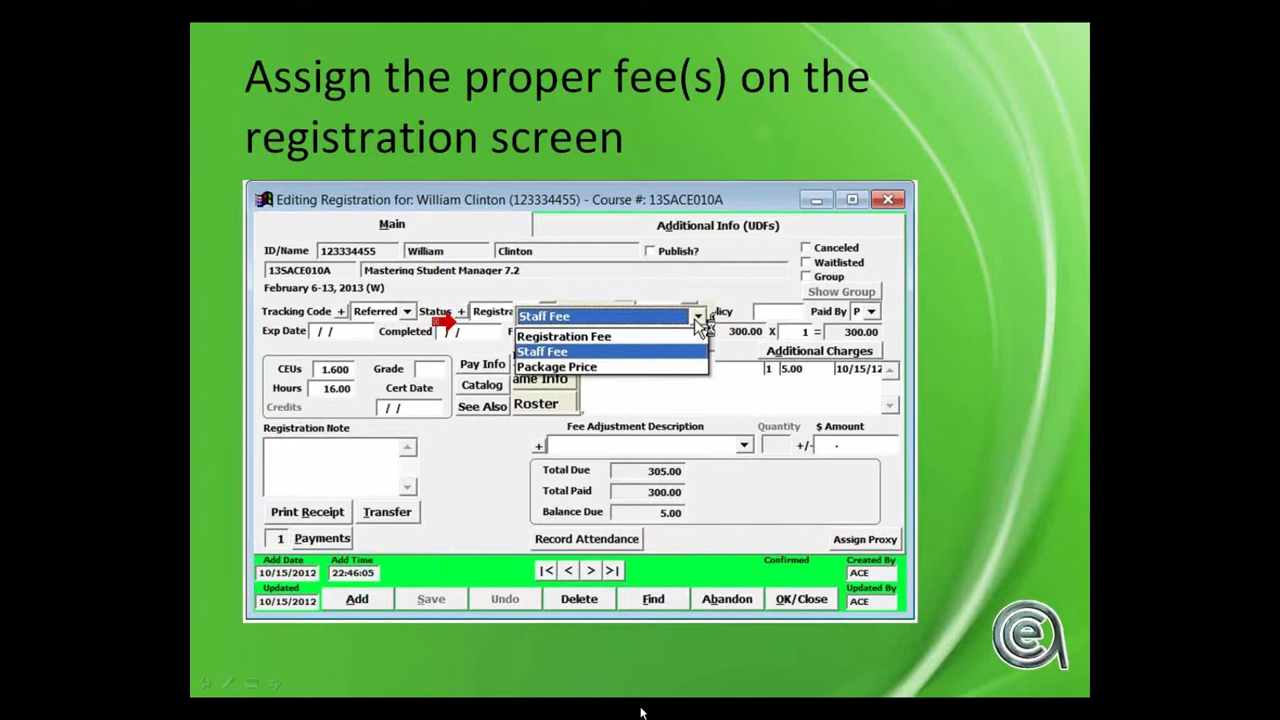 Assign the proper fee(s) on the
registration screen
Editing Registration for: William Clinton (123334455) - Course #: 13SACE010A
Main
Additional Info (UDFs)
ID/Name 123334455 William Clinton Publish?
Canceled
Waitlisted
Group
13SACE010A Mastering Student Manager 7.2
February 6-13, 2013 (W)
Show Group
Tracking Code + Referred Status + Registra Staff Fee licy Paid By P
Exp Date / / Completed / / F 300.00 X 1 = 300.00
Registration Fee
Staff Fee
Package Price
Additional Charges
CEUs 1.600 Grade Pay Info
1 5.00 10/15/12
Hours 16.00 Cert Date Catalog ame Info
Credits / / See Also Roster
Registration Note
Fee Adjustment Description Quantity $ Amount
+ +/- -
Total Due 305.00
Total Paid 300.00
Balance Due 5.00
Print Receipt Transfer
1 Payments
Record Attendance
Assign Proxy
Add Date Add Time Confirmed Created By
10/15/2012 22:46:05 |< < > >| ACE
Updated Updated By
10/15/2012 Add Save Undo Delete Find Abandon OK/Close ACE